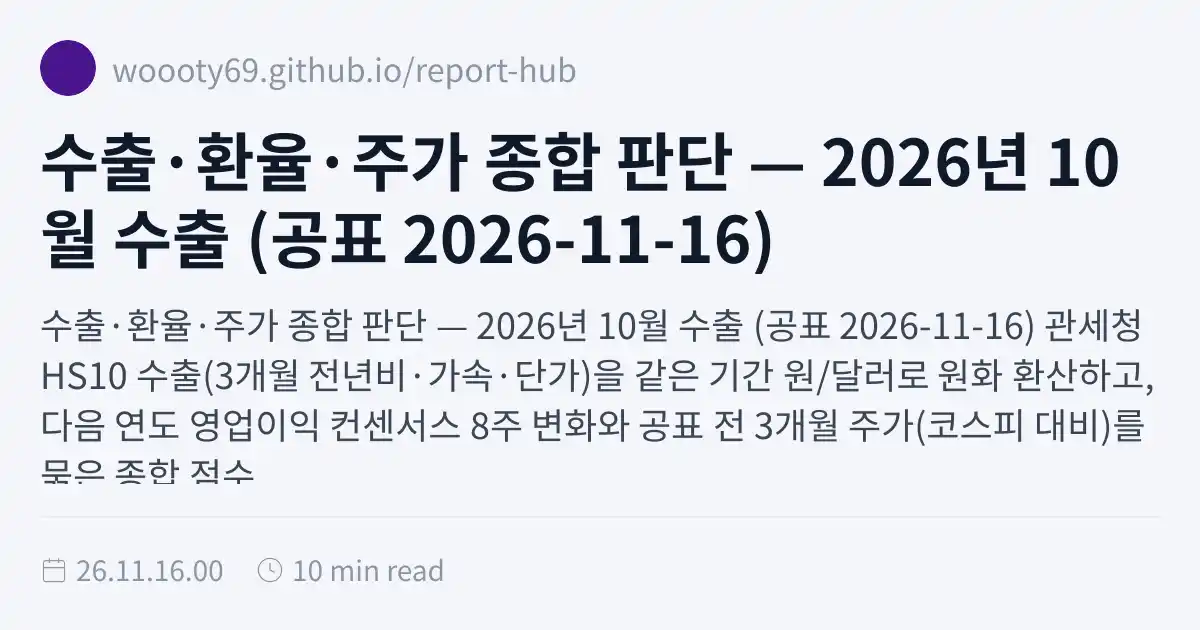 woooty69.github.io/report-hub
수출·환율·주가 종합 판단 — 2026년 10
월 수출 (공표 2026-11-16)
수출·환율·주가 종합 판단 — 2026년 10월 수출 (공표 2026-11-16) 관세청
HS10 수출(3개월 전년비·가속·단가)을 같은 기간 원/달러로 원화 환산하고,
다음 연도 영업이익 컨센서스 8주 변화와 공표 전 3개월 주가(코스피 대비)를
묶은 종합 점수
26.11.16.00
10 min read